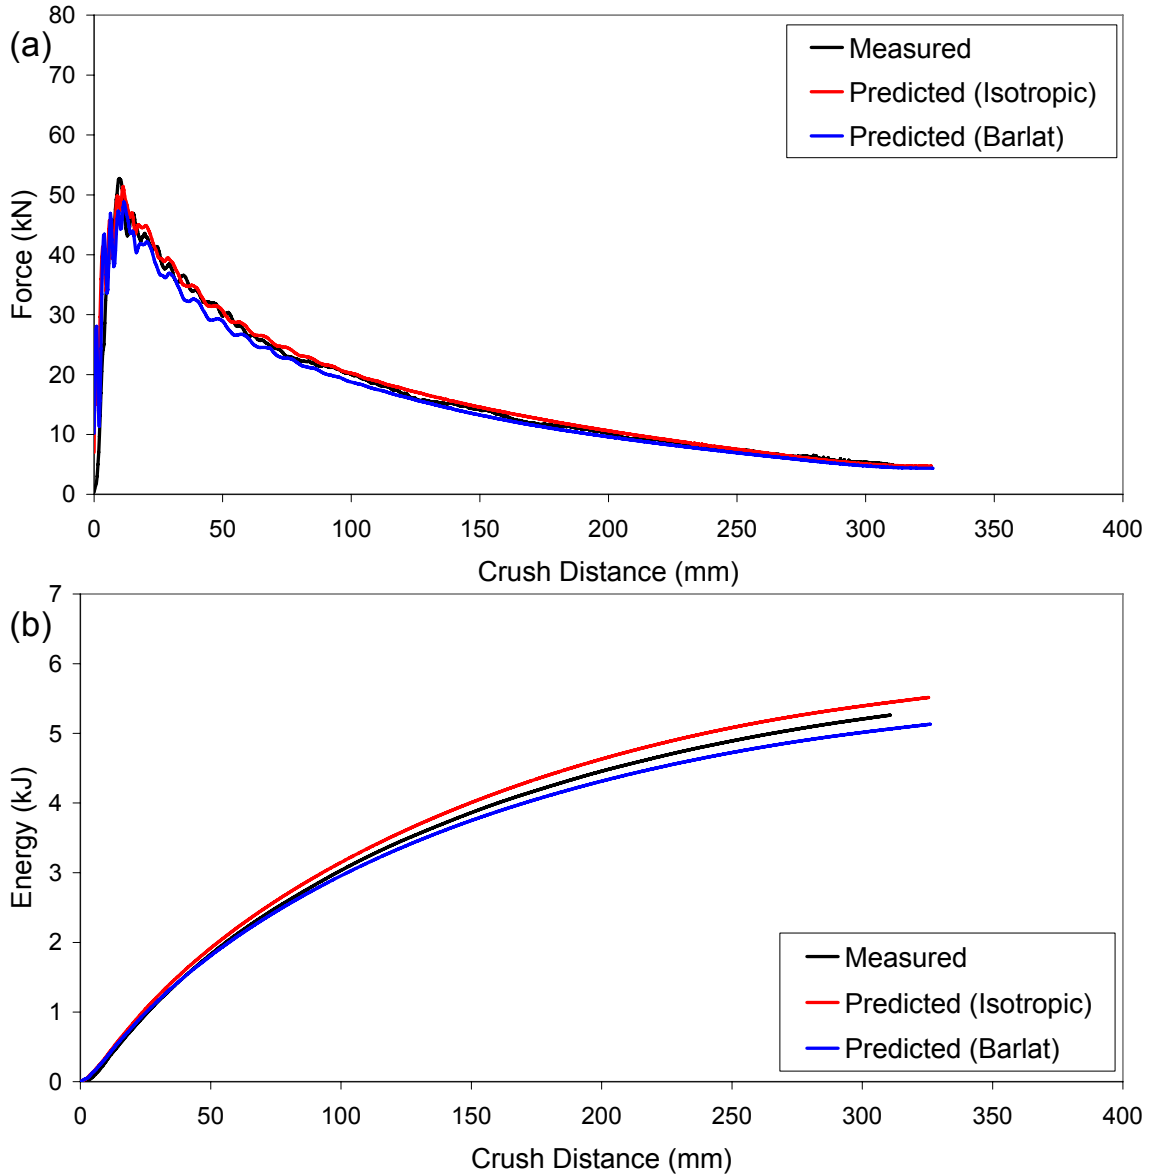 (a)
Force (kN)
80
70
60
50
40
30
20
10
0
Measured
Predicted (Isotropic)
Predicted (Barlat)
0 50 100 150 200 250 300 350 400
Crush Distance (mm)
(b)
Energy (kJ)
7
6
5
4
3
2
1
0
Measured
Predicted (Isotropic)
Predicted (Barlat)
0 50 100 150 200 250 300 350 400
Crush Distance (mm)